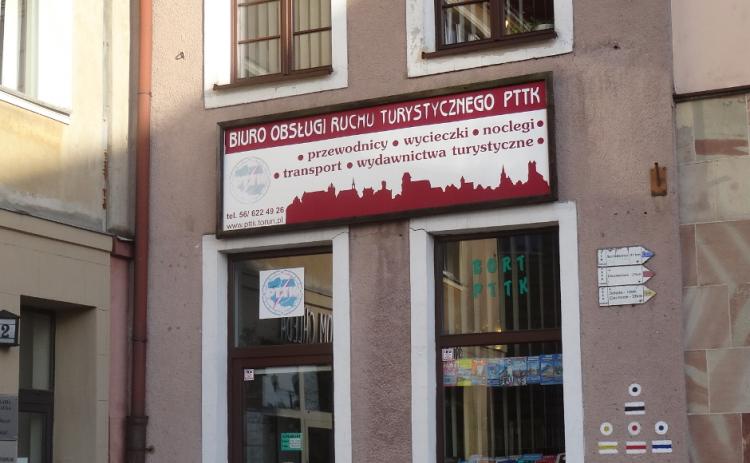 BIURO OBSŁUGI RUCHU TURYSTYCZNEGO PTTK
• przewodnicy • wycieczki • noclegi •
• transport • wydawnictwa turystyczne •
tel. 56/ 622 49 26
www.pttk.torun.pl
BORT
PTTK
2